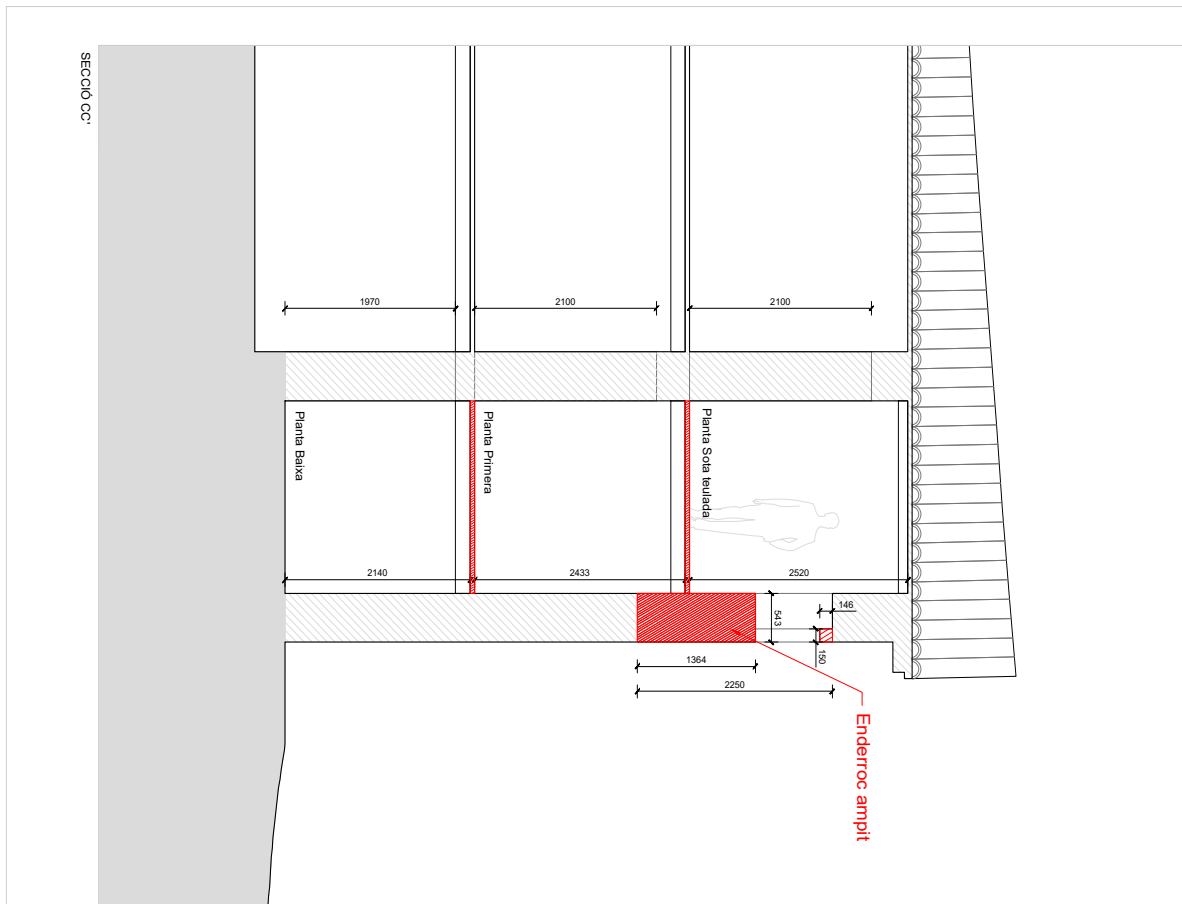 SECCIÓ CC'
1970
2100
2100
Planta Baixa
Planta Primera
Planta Sota teulada
2140
2433
2520
146
543
150
1364
2250
Enderroc ampit